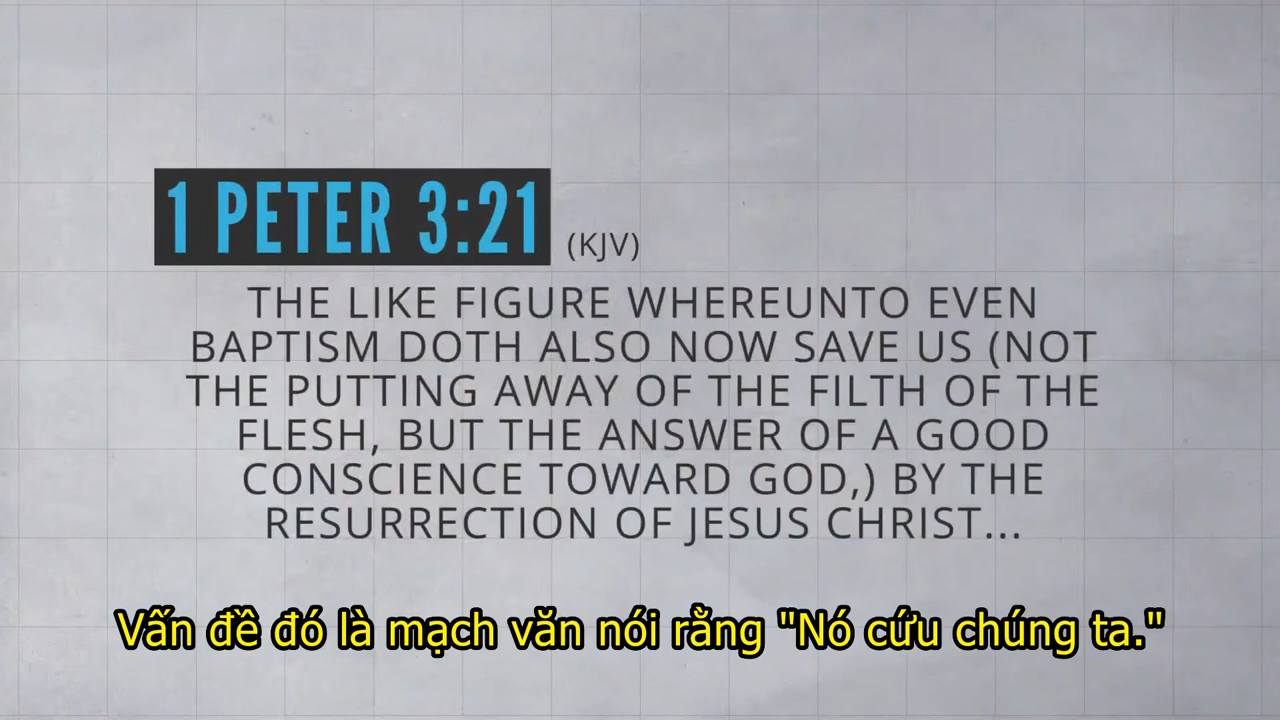 1 PETER 3:21 (KJV)
THE LIKE FIGURE WHEREUNTO EVEN
BAPTISM DOTH ALSO NOW SAVE US (NOT
THE PUTTING AWAY OF THE FILTH OF THE
FLESH, BUT THE ANSWER OF A GOOD
CONSCIENCE TOWARD GOD,) BY THE
RESURRECTION OF JESUS CHRIST...
Vấn đề đó là mạch văn nói rằng "Nó cứu chúng ta."